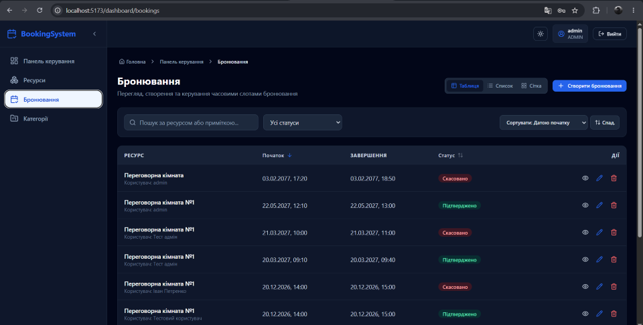 localhost:5173/dashboard/bookings
BookingSystem
admin
ADMIN
Вийти
Панель керування
Ресурси
Бронювання
Категорії
Головна > Панель керування > Бронювання
Бронювання
Перегляд, створення та керування часовими слотами бронювання
Таблиця
Список
Сітка
+ Створити бронювання
Пошук за ресурсом або приміткою...
Усі статуси
Сортувати: Датою початку
Спад.
РЕСУРС Початок ЗАВЕРШЕННЯ Статус ДІЇ
Переговорна кімната 03.02.2077, 17:20 03.02.2077, 18:50 Скасовано
Користувач: admin
Переговорна кімната №1 22.05.2027, 12:10 22.05.2027, 13:00 Підтверджено
Користувач: admin
Переговорна кімната №1 21.03.2027, 10:00 21.03.2027, 11:00 Скасовано
Користувач: Тест адмін
Переговорна кімната №1 20.03.2027, 09:10 20.03.2027, 09:40 Підтверджено
Користувач: Тест адмін
Переговорна кімната №1 20.12.2026, 14:00 20.12.2026, 15:00 Скасовано
Користувач: Іван Петренко
Переговорна кімната №1 20.12.2026, 14:00 20.12.2026, 15:00 Підтверджено
Користувач: Тестовий користувач